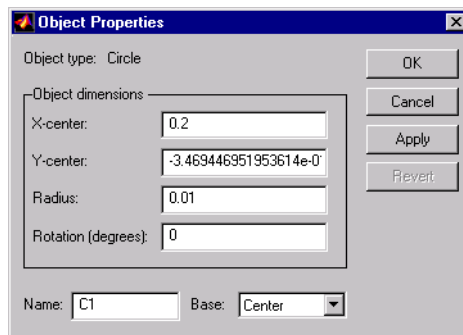 Object Properties
Object type: Circle
OK
Object dimensions
Cancel
X-center: 0.2
Apply
Y-center: -3.469446951953614e-0
Revert
Radius: 0.01
Rotation (degrees): 0
Name: C1 Base: Center